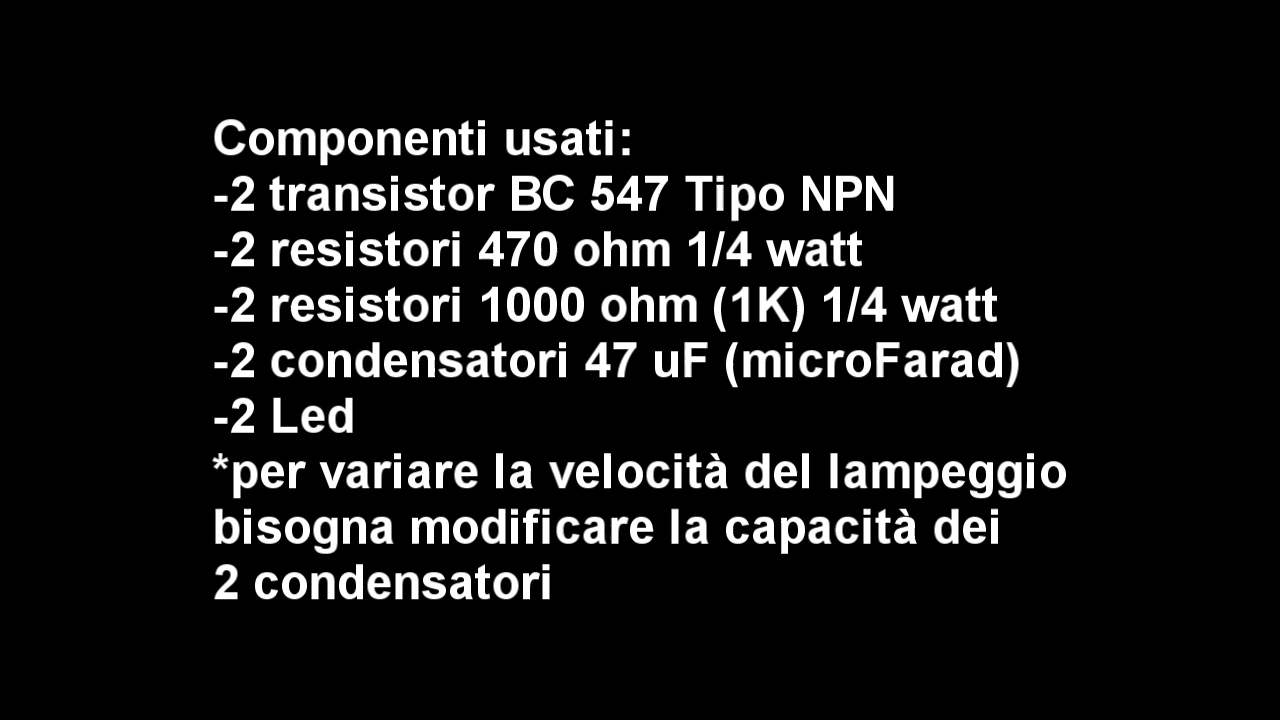 Componenti usati:
-2 transistor BC 547 Tipo NPN
-2 resistori 470 ohm 1/4 watt
-2 resistori 1000 ohm (1K) 1/4 watt
-2 condensatori 47 uF (microFarad)
-2 Led
*per variare la velocità del lampeggio
bisogna modificare la capacità dei
2 condensatori